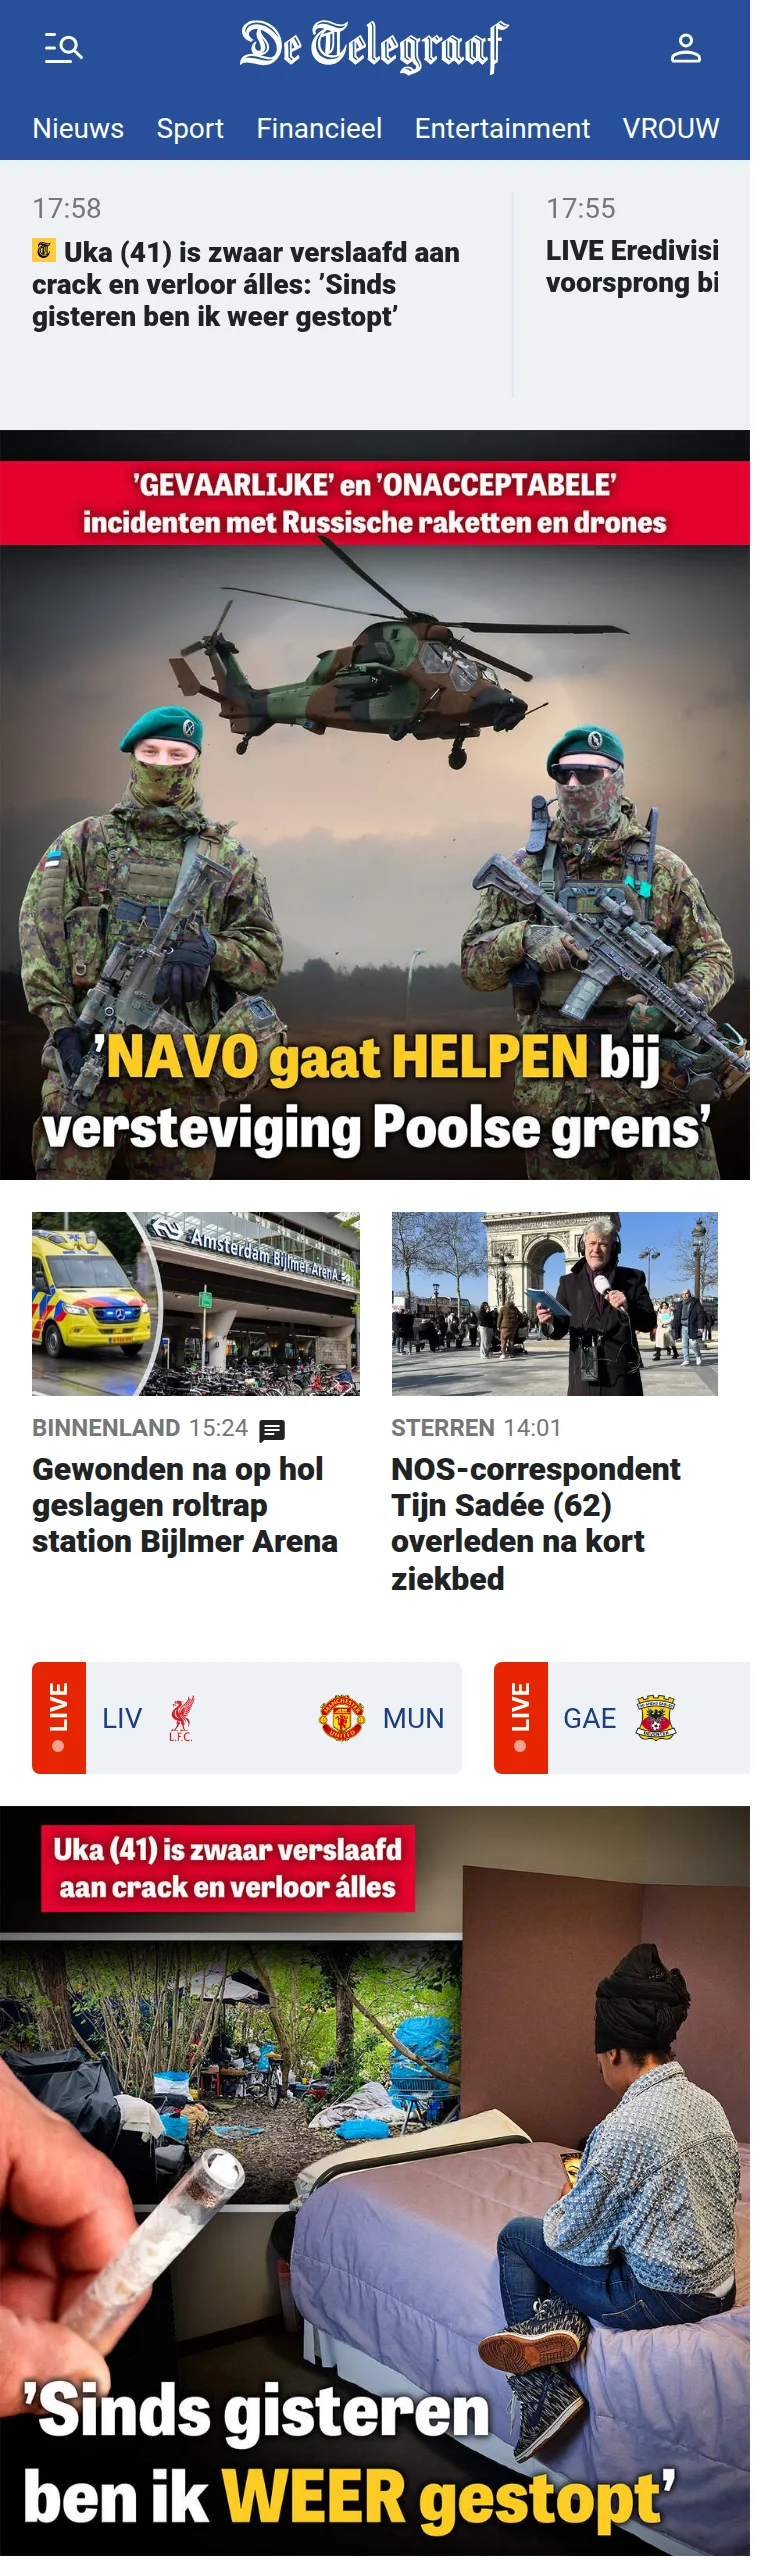 De Telegraaf
Nieuws Sport Financieel Entertainment VROUW
17:58
Uka (41) is zwaar verslaafd aan
crack en verloor álles: ’Sinds
gisteren ben ik weer gestopt’
17:55
LIVE Eredivisi
voorsprong bi
’GEVAARLIJKE’ en ’ONACCEPTABELE’
incidenten met Russische raketten en drones
’NAVO gaat HELPEN bij
versteviging Poolse grens’
Amsterdam Bijlmer ArenA
BINNENLAND 15:24
Gewonden na op hol
geslagen roltrap
station Bijlmer Arena
STERREN 14:01
NOS-correspondent
Tijn Sadée (62)
overleden na kort
ziekbed
LIVE
LIV
L.F.C.
MANCHESTER
UNITED
MUN
LIVE
GAE
Uka (41) is zwaar verslaafd
aan crack en verloor álles
’Sinds gisteren
ben ik WEER gestopt’